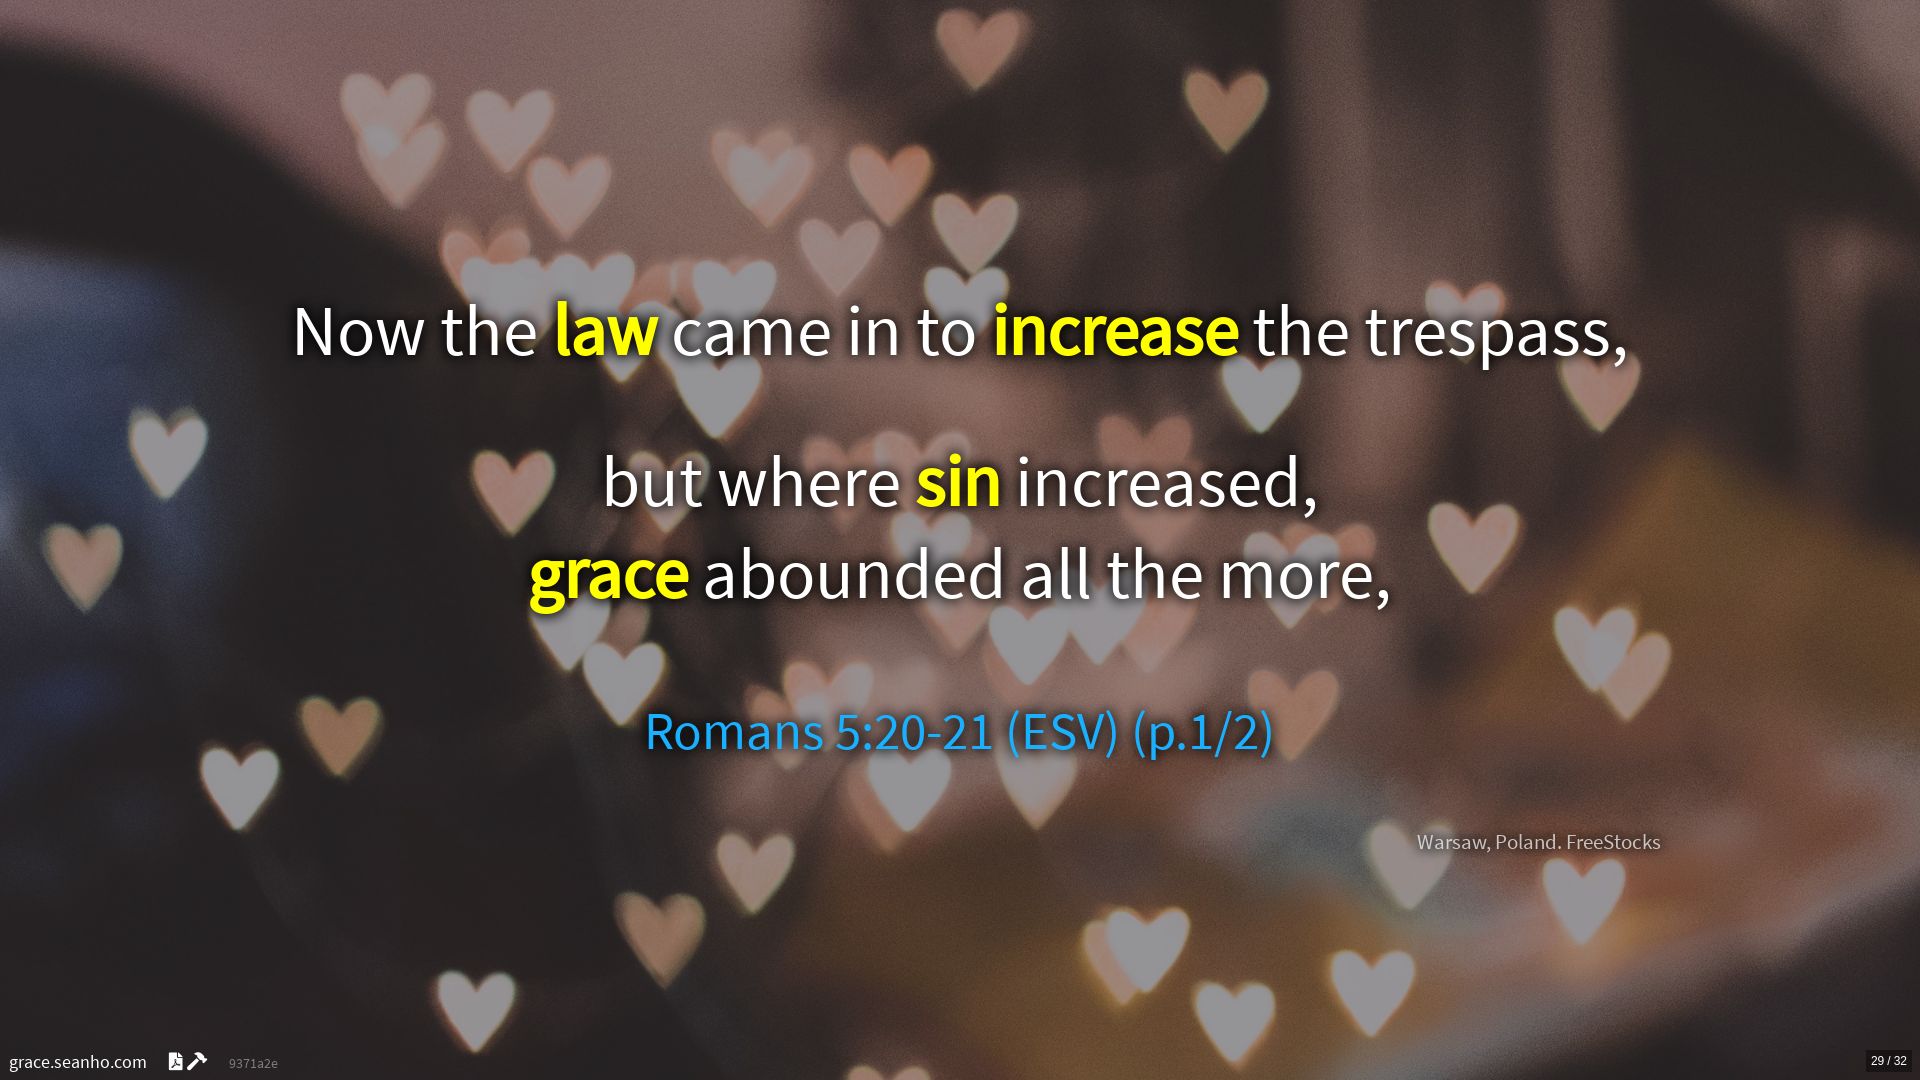 Now the law came in to increase the trespass,
but where sin increased,
grace abounded all the more,
Romans 5:20-21 (ESV) (p.1/2)
Warsaw, Poland. FreeStocks
grace.seanho.com 9371a2e
29 / 32